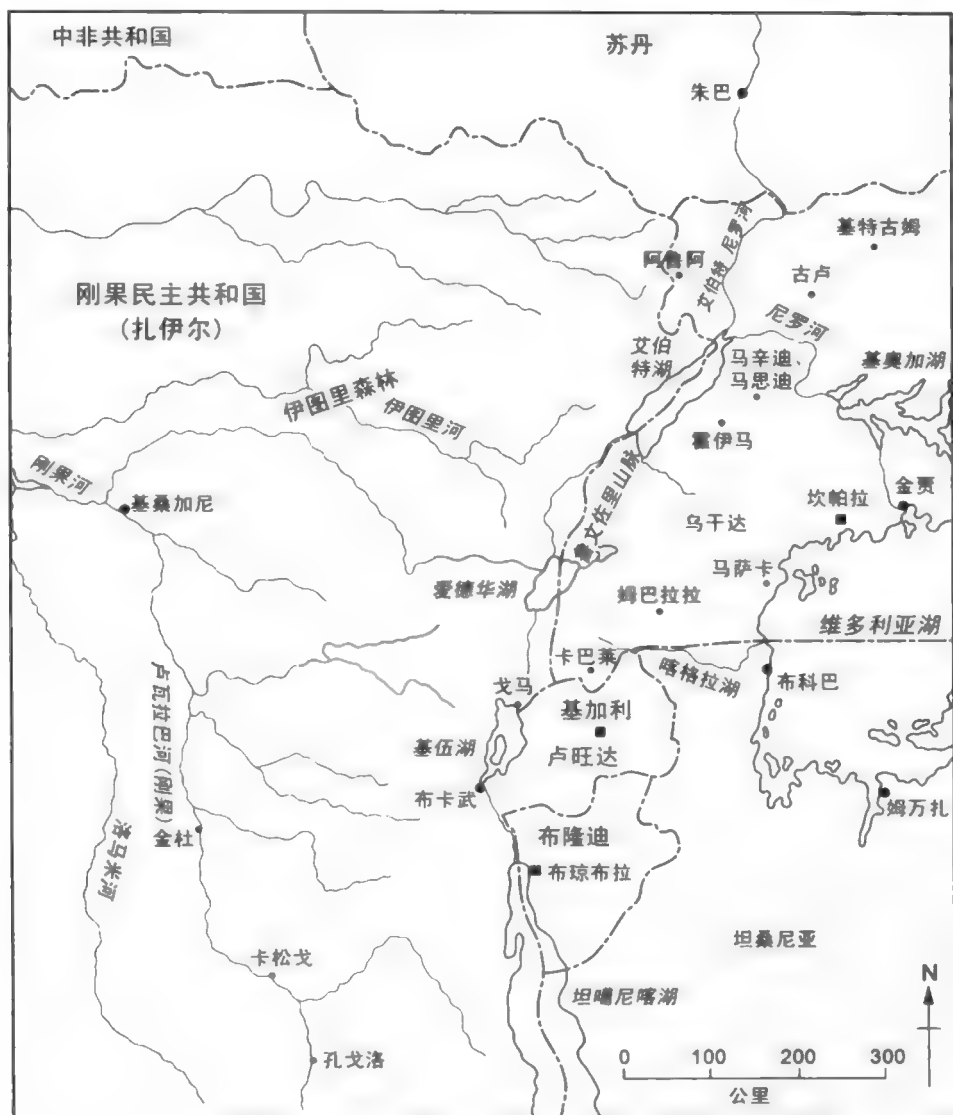 中非共和国
苏丹
朱巴
基特古姆
阿鲁阿
艾伯特 尼罗河
古卢
刚果民主共和国
(扎伊尔)
尼罗河
艾伯
特湖
马辛迪、
马思迪
基奥加湖
伊图里森林
伊图里河
霍伊马
刚果河
基桑加尼
鲁文佐里山脉
坎帕拉
金贾
乌干达
爱德华湖
马萨卡
姆巴拉拉
维多利亚湖
卡巴莱
喀格拉湖
布科巴
戈马
基加利
卢瓦拉巴河(刚果)
基伍湖
卢旺达
布卡武
姆万扎
金杜
洛马米河
布隆迪
布琼布拉
坦桑尼亚
卡松戈
坦噶尼喀湖
N
孔戈洛
0 100 200 300
公里